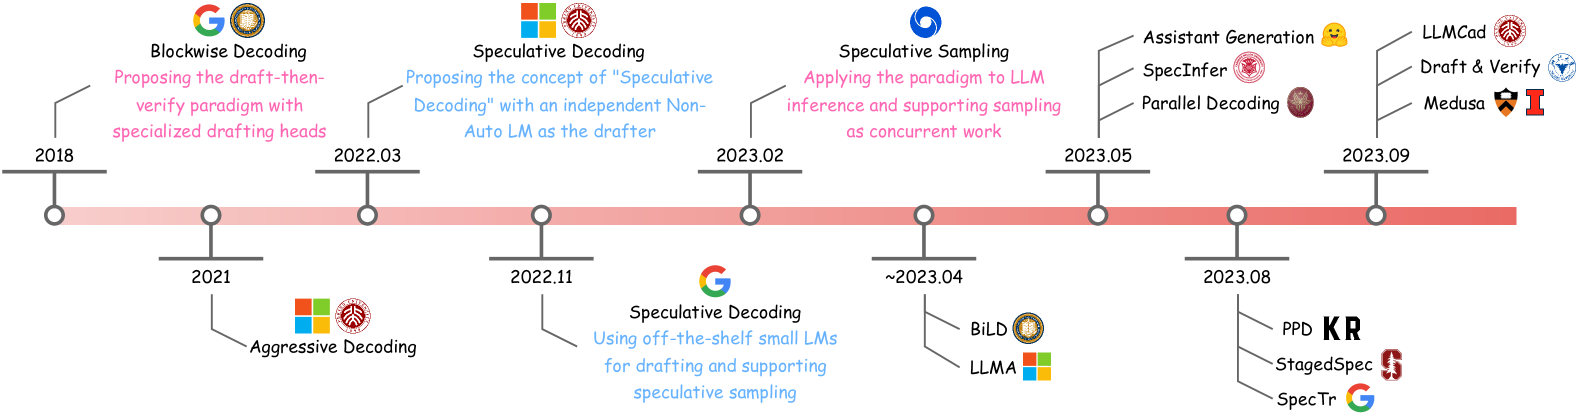 Blockwise Decoding
Proposing the draft-then-
verify paradigm with
specialized drafting heads
2018
Speculative Decoding
Proposing the concept of "Speculative
Decoding" with an independent Non-
Auto LM as the drafter
2022.03
Speculative Sampling
Applying the paradigm to LLM
inference and supporting sampling
as concurrent work
2023.02
Assistant Generation
SpecInfer
Parallel Decoding
2023.05
LLMCad
Draft & Verify
Medusa
2023.09
2021
Aggressive Decoding
2022.11
Speculative Decoding
Using off-the-shelf small LMs
for drafting and supporting
speculative sampling
~2023.04
BiLD
LLMA
2023.08
PPD KR
StagedSpec
SpecTr